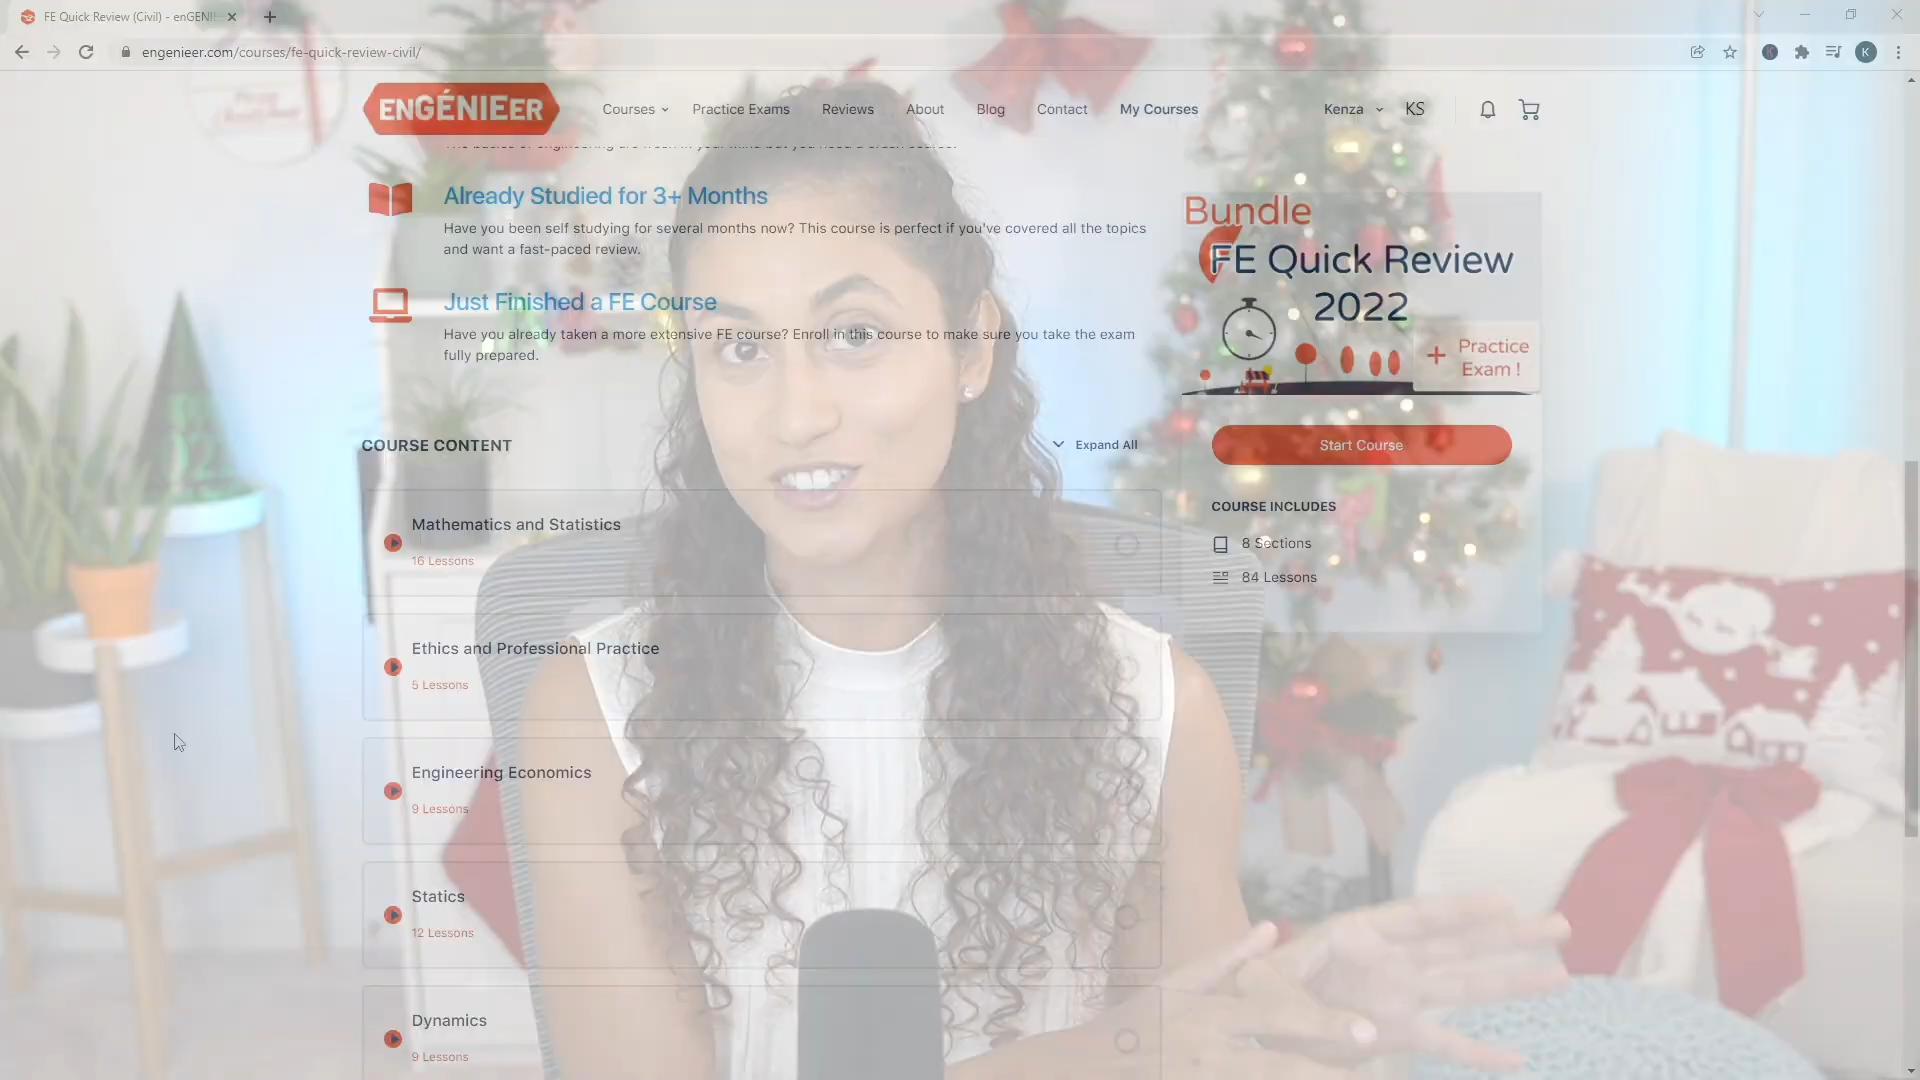 FE Quick Review (Civil) - enGENI
engenieer.com/courses/fe-quick-review-civil/
K
ENGÉNIEER
Courses
Practice Exams
Reviews
About
Blog
Contact
My Courses
Kenza
KS
Already Studied for 3+ Months
Have you been self studying for several months now? This course is perfect if you've covered all the topics
and want a fast-paced review.
Just Finished a FE Course
Have you already taken a more extensive FE course? Enroll in this course to make sure you take the exam
fully prepared.
COURSE CONTENT
Expand All
Mathematics and Statistics
16 Lessons
Ethics and Professional Practice
5 Lessons
Engineering Economics
9 Lessons
Statics
12 Lessons
Dynamics
9 Lessons
Bundle
FE Quick Review
2022
+ Practice
Exam !
Start Course
COURSE INCLUDES
8 Sections
84 Lessons